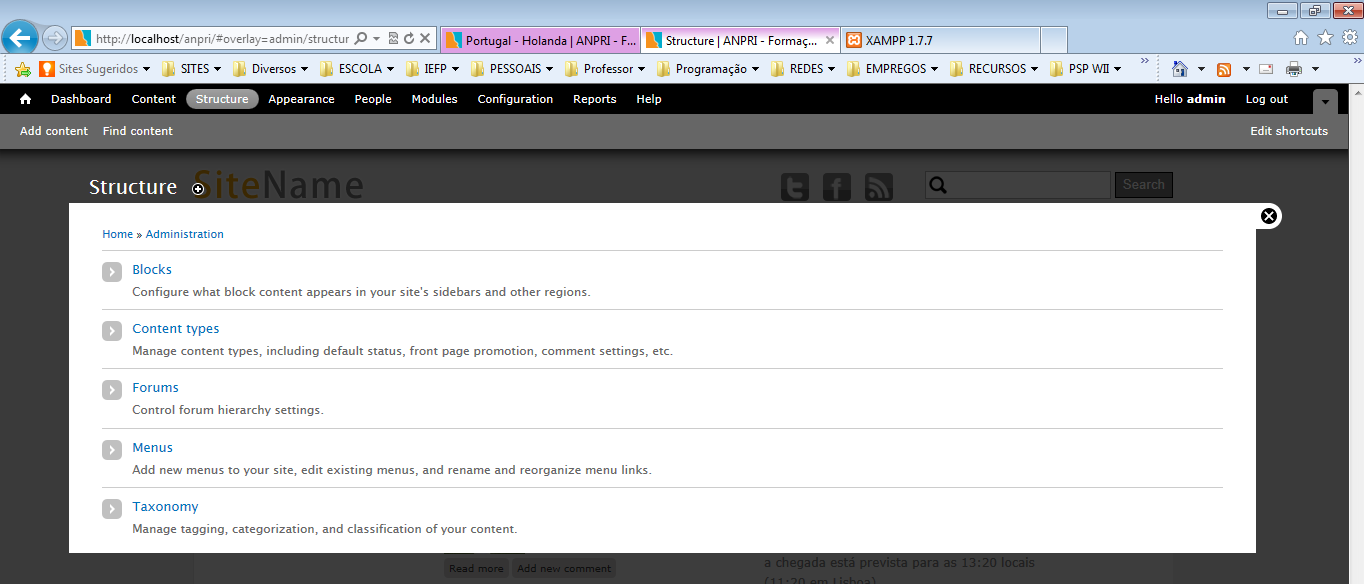 http://localhost/anpri/#overlay=admin/structur
Portugal - Holanda | ANPRI - F...
Structure | ANPRI - Formaç...
XAMPP 1.7.7
Sites Sugeridos SITES Diversos ESCOLA IEFP PESSOAIS Professor Programação REDES EMPREGOS RECURSOS PSP WII
Dashboard Content Structure Appearance People Modules Configuration Reports Help Hello admin Log out
Add content Find content Edit shortcuts
Structure SiteName Search
Home » Administration
Blocks
Configure what block content appears in your site's sidebars and other regions.
Content types
Manage content types, including default status, front page promotion, comment settings, etc.
Forums
Control forum hierarchy settings.
Menus
Add new menus to your site, edit existing menus, and rename and reorganize menu links.
Taxonomy
Manage tagging, categorization, and classification of your content.
Read more Add new comment
a chegada está prevista para as 13:20 locais
(11:20 em Lisboa)